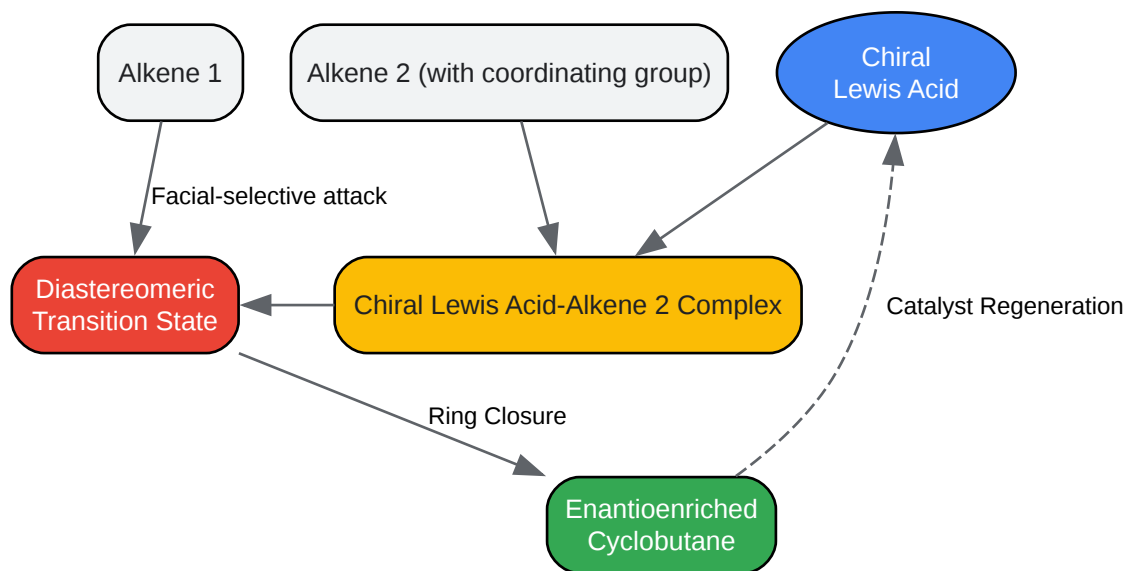 Alkene 1
Alkene 2 (with coordinating group)
Chiral
Lewis Acid
Facial-selective attack
Diastereomeric
Transition State
Chiral Lewis Acid-Alkene 2 Complex
Catalyst Regeneration
Ring Closure
Enantioenriched
Cyclobutane